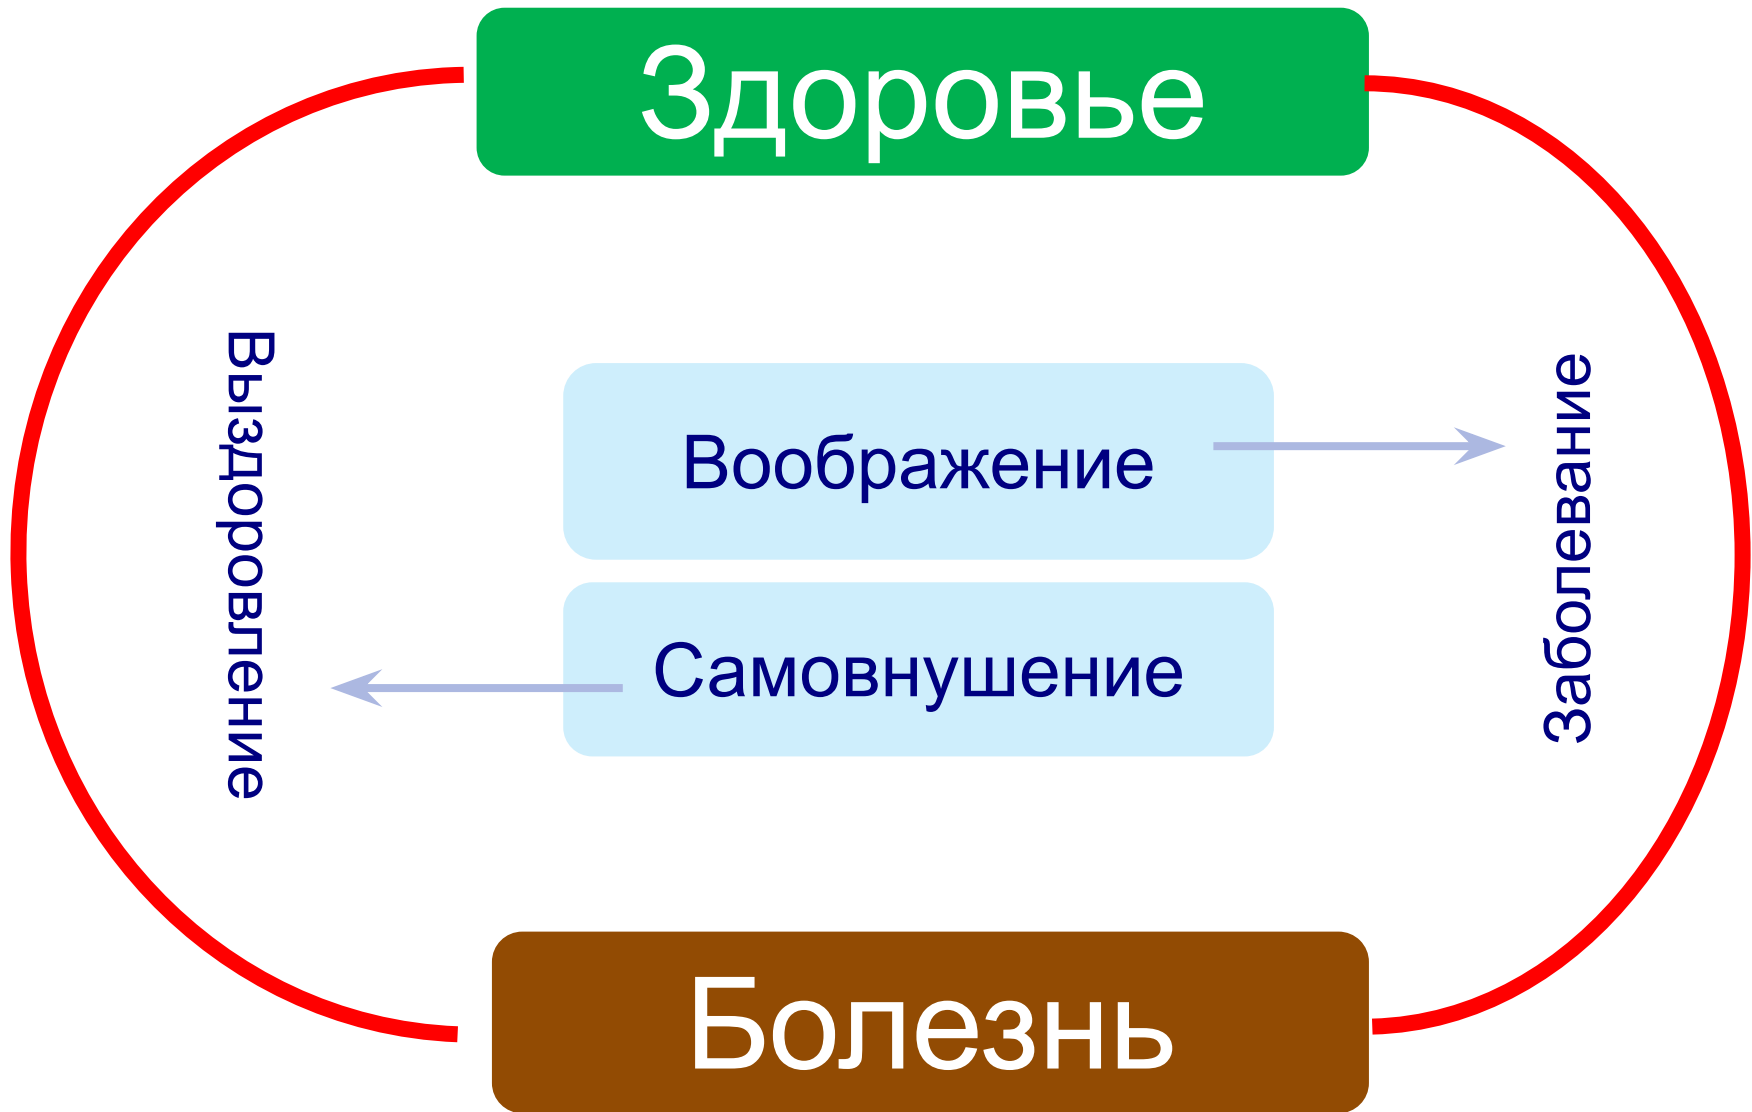 Здоровье
Выздоровление
Воображение
Самовнушение
Заболевание
Болезнь